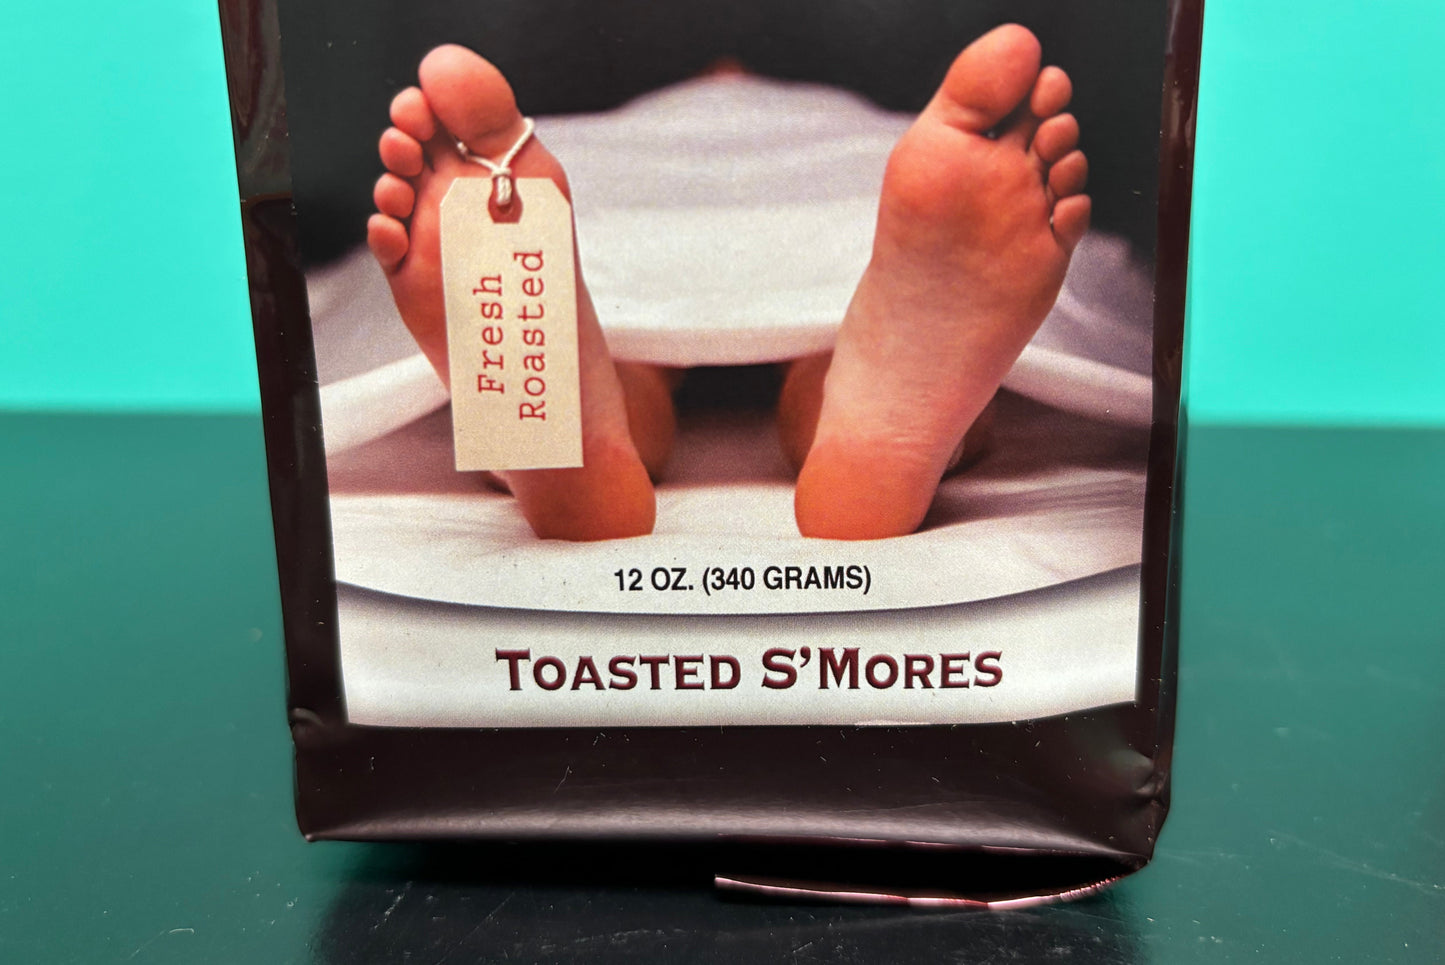 Fresh
Roasted
12 OZ. (340 GRAMS)
TOASTED S'MORES